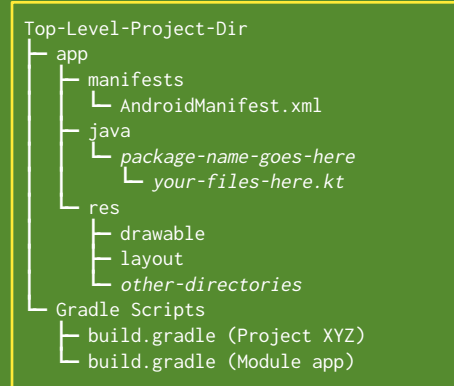 Top-Level-Project-Dir
app
manifests
AndroidManifest.xml
java
package-name-goes-here
your-files-here.kt
res
drawable
layout
other-directories
Gradle Scripts
build.gradle (Project XYZ)
build.gradle (Module app)